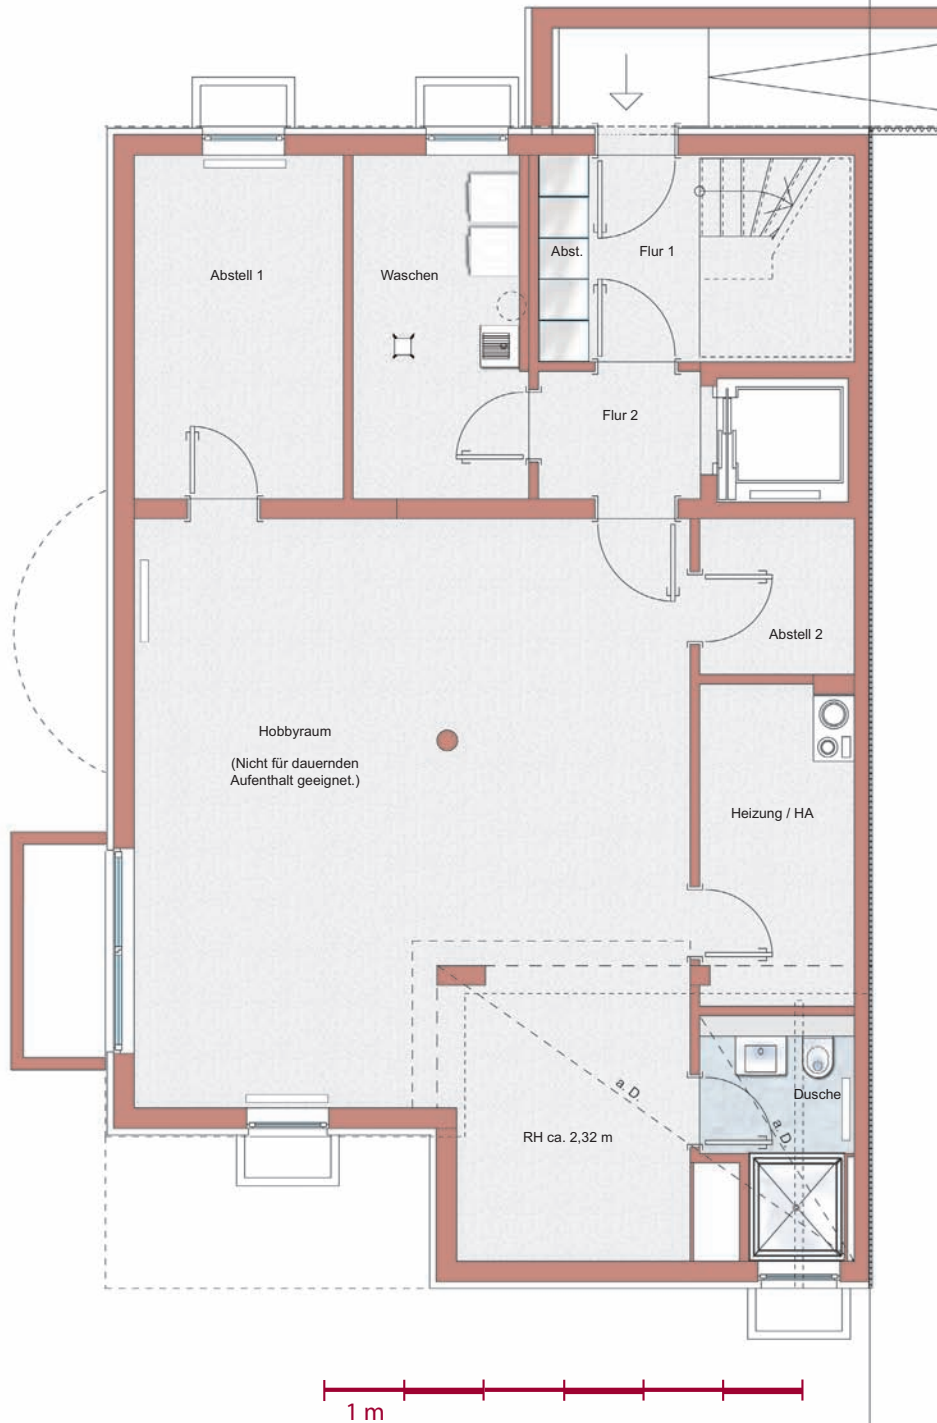 Abstell 1
Waschen
Abst.
Flur 1
Flur 2
Abstell 2
Hobbyraum
(Nicht für dauernden
Aufenthalt geeignet.)
Heizung / HA
a. D.
Dusche
a. D.
RH ca. 2,32 m
1 m